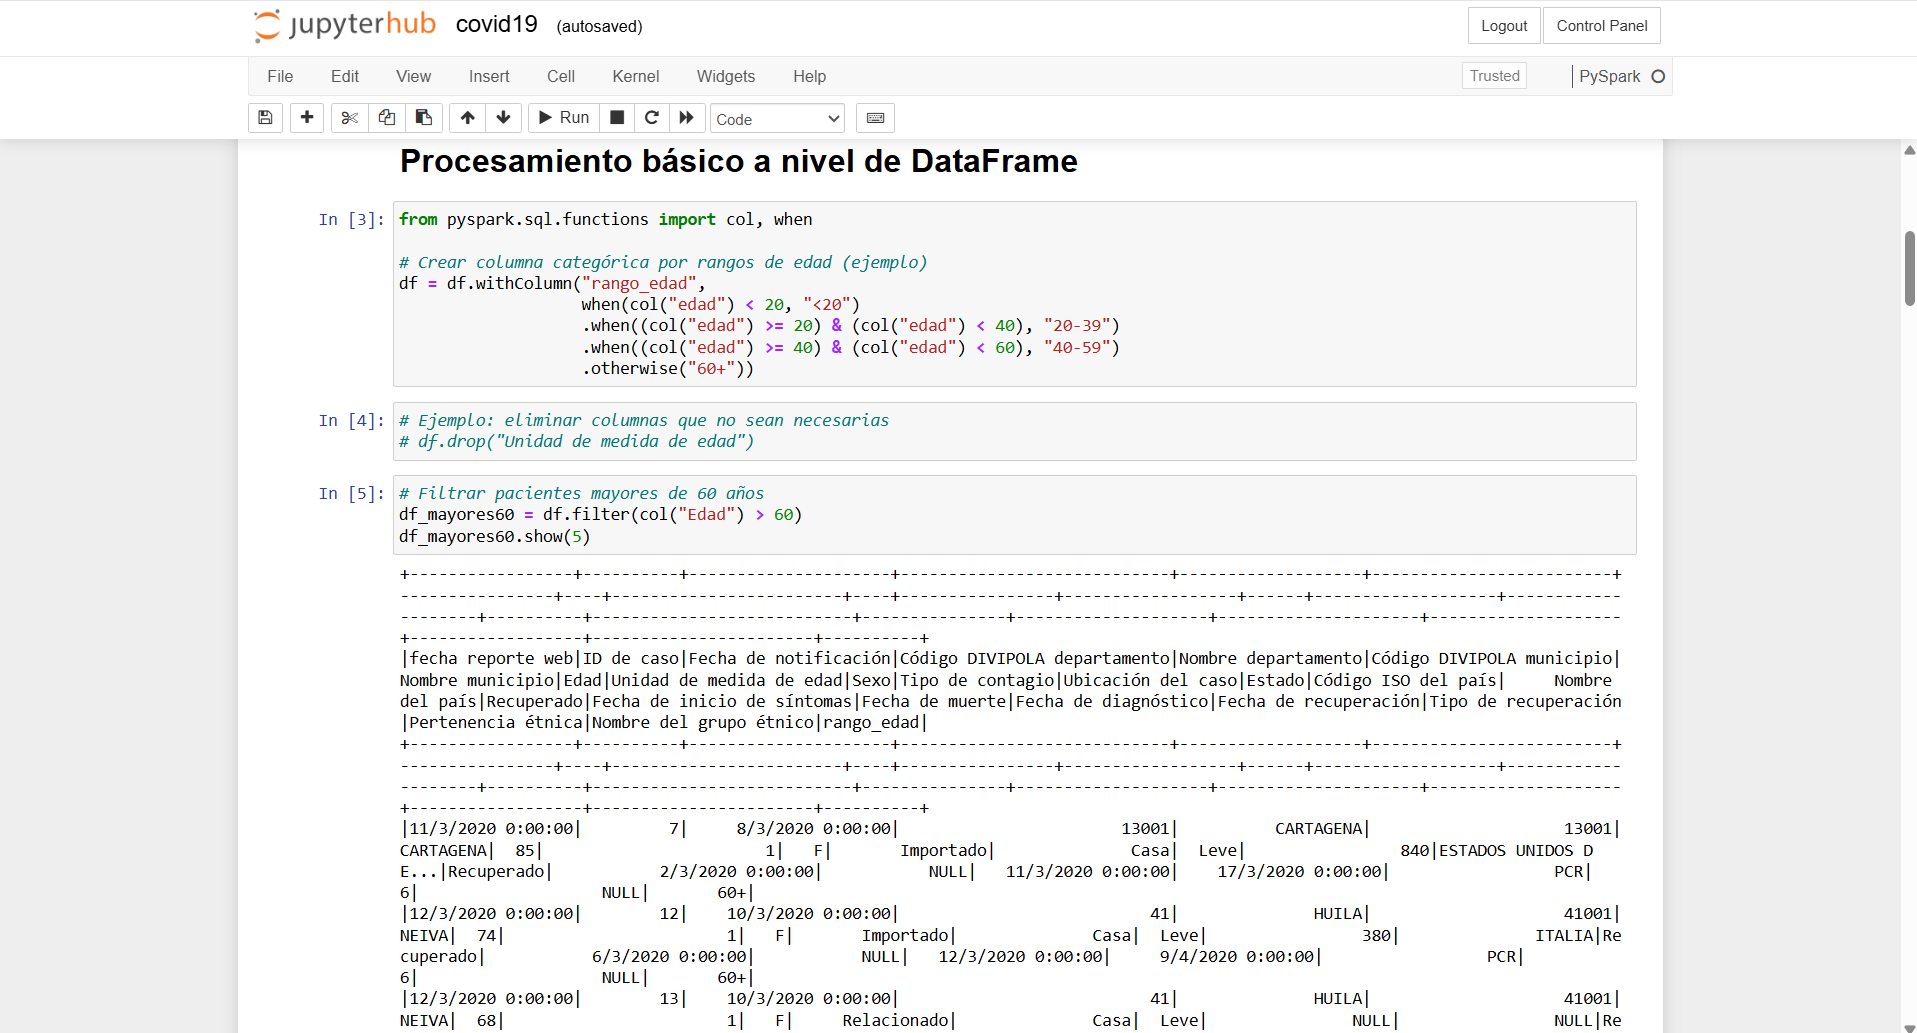 jupyterhub covid19 (autosaved) Logout Control Panel
File Edit View Insert Cell Kernel Widgets Help Trusted PySpark
Run Code
Procesamiento básico a nivel de DataFrame
In [3]: from pyspark.sql.functions import col, when
# Crear columna categórica por rangos de edad (ejemplo)
df = df.withColumn("rango_edad",
when(col("edad") < 20, "<20")
.when((col("edad") >= 20) & (col("edad") < 40), "20-39")
.when((col("edad") >= 40) & (col("edad") < 60), "40-59")
.otherwise("60+"))
In [4]: # Ejemplo: eliminar columnas que no sean necesarias
# df.drop("Unidad de medida de edad")
In [5]: # Filtrar pacientes mayores de 60 años
df_mayores60 = df.filter(col("Edad") > 60)
df_mayores60.show(5)
+-----------------+----------+---------------------+----------------------------+-------------------+-------------------------+
----------------+----+------------------------+----+----------------+------------------+------+-------------------+------------
--------+----------+---------------------------+---------------+--------------------+---------------------+--------------------
+------------------+-----------------------+----------+
|fecha reporte web|ID de caso|Fecha de notificación|Código DIVIPOLA departamento|Nombre departamento|Código DIVIPOLA municipio|
Nombre municipio|Edad|Unidad de medida de edad|Sexo|Tipo de contagio|Ubicación del caso|Estado|Código ISO del país|     Nombre
del país|Recuperado|Fecha de inicio de síntomas|Fecha de muerte|Fecha de diagnóstico|Fecha de recuperación|Tipo de recuperación
|Pertenencia étnica|Nombre del grupo étnico|rango_edad|
+-----------------+----------+---------------------+----------------------------+-------------------+-------------------------+
----------------+----+------------------------+----+----------------+------------------+------+-------------------+------------
--------+----------+---------------------------+---------------+--------------------+---------------------+--------------------
+------------------+-----------------------+----------+
|11/3/2020 0:00:00|         7|     8/3/2020 0:00:00|                       13001|          CARTAGENA|                    13001|
CARTAGENA|  85|                       1|   F|       Importado|              Casa|  Leve|                840|ESTADOS UNIDOS D
E...|Recuperado|           2/3/2020 0:00:00|           NULL|   11/3/2020 0:00:00|    17/3/2020 0:00:00|                 PCR|
6|                   NULL|       60+|
|12/3/2020 0:00:00|        12|    10/3/2020 0:00:00|                          41|              HUILA|                    41001|
NEIVA|  74|                       1|   F|       Importado|              Casa|  Leve|                380|              ITALIA|Re
cuperado|           6/3/2020 0:00:00|           NULL|   12/3/2020 0:00:00|     9/4/2020 0:00:00|                 PCR|
6|                   NULL|       60+|
|12/3/2020 0:00:00|        13|    10/3/2020 0:00:00|                          41|              HUILA|                    41001|
NEIVA|  68|                       1|   F|     Relacionado|              Casa|  Leve|               NULL|                NULL|Re